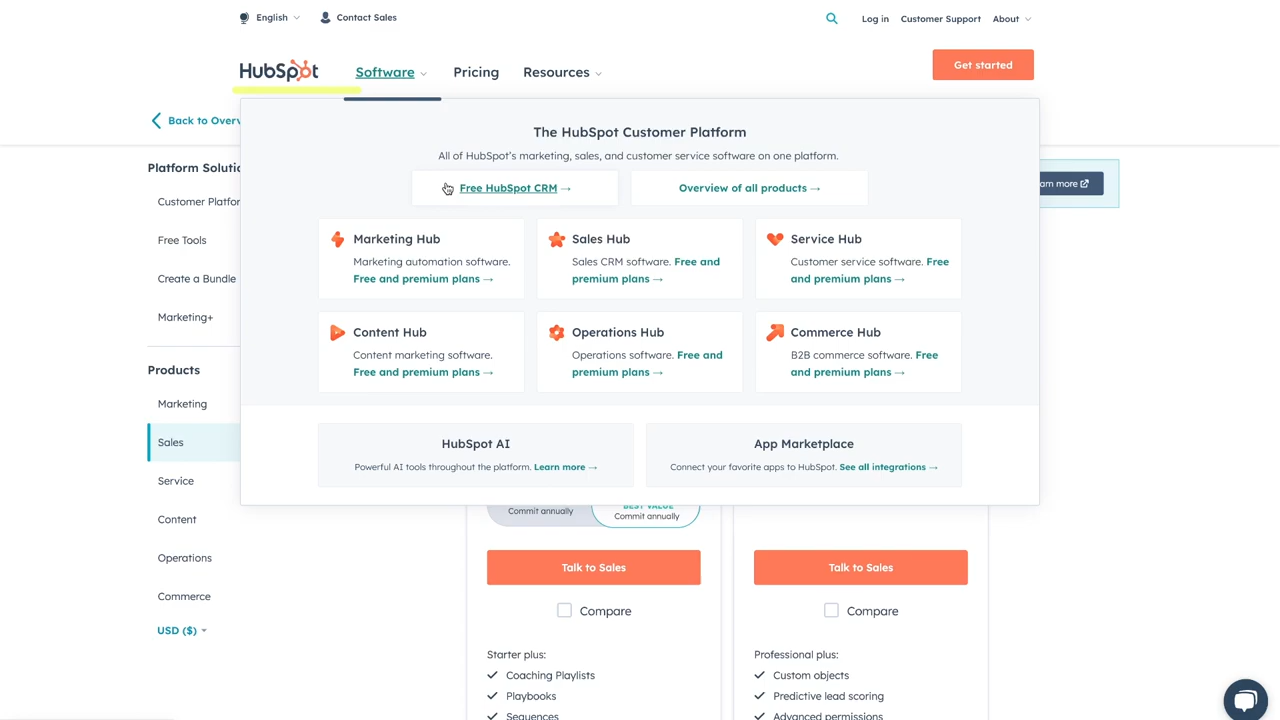 English
Contact Sales
Log in
Customer Support
About
HubSpot
Software
Pricing
Resources
Get started
Back to Overv
The HubSpot Customer Platform
All of HubSpot's marketing, sales, and customer service software on one platform.
Free HubSpot CRM →
Overview of all products →
Marketing Hub
Marketing automation software.
Free and premium plans →
Sales Hub
Sales CRM software. Free and
premium plans →
Service Hub
Customer service software. Free
and premium plans →
Content Hub
Content marketing software.
Free and premium plans →
Operations Hub
Operations software. Free and
premium plans →
Commerce Hub
B2B commerce software. Free
and premium plans →
HubSpot AI
Powerful AI tools throughout the platform. Learn more →
App Marketplace
Connect your favorite apps to HubSpot. See all integrations →
Platform Solutio
Customer Platfor
Free Tools
Create a Bundle
Marketing+
Products
Marketing
Sales
Service
Content
Operations
Commerce
USD ($)
arn more
Commit annually
BEST VALUE
Commit annually
Talk to Sales
Compare
Starter plus:
Coaching Playlists
Playbooks
Sequences
Talk to Sales
Compare
Professional plus:
Custom objects
Predictive lead scoring
Advanced permissions